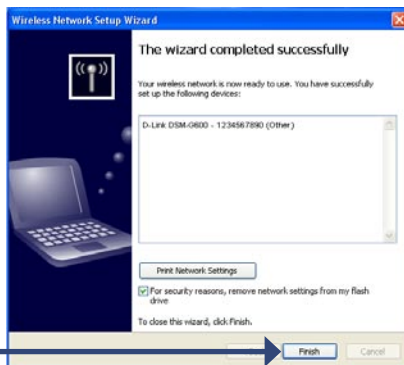 Wireless Network Setup Wizard
The wizard completed successfully
Your wireless network is now ready to use. You have successfully
set up the following devices:
D-Link DSM-G600 - 1234567890 (Other)
Print Network Settings
For security reasons, remove network settings from my flash
drive
To close this wizard, click Finish.
Finish
Cancel